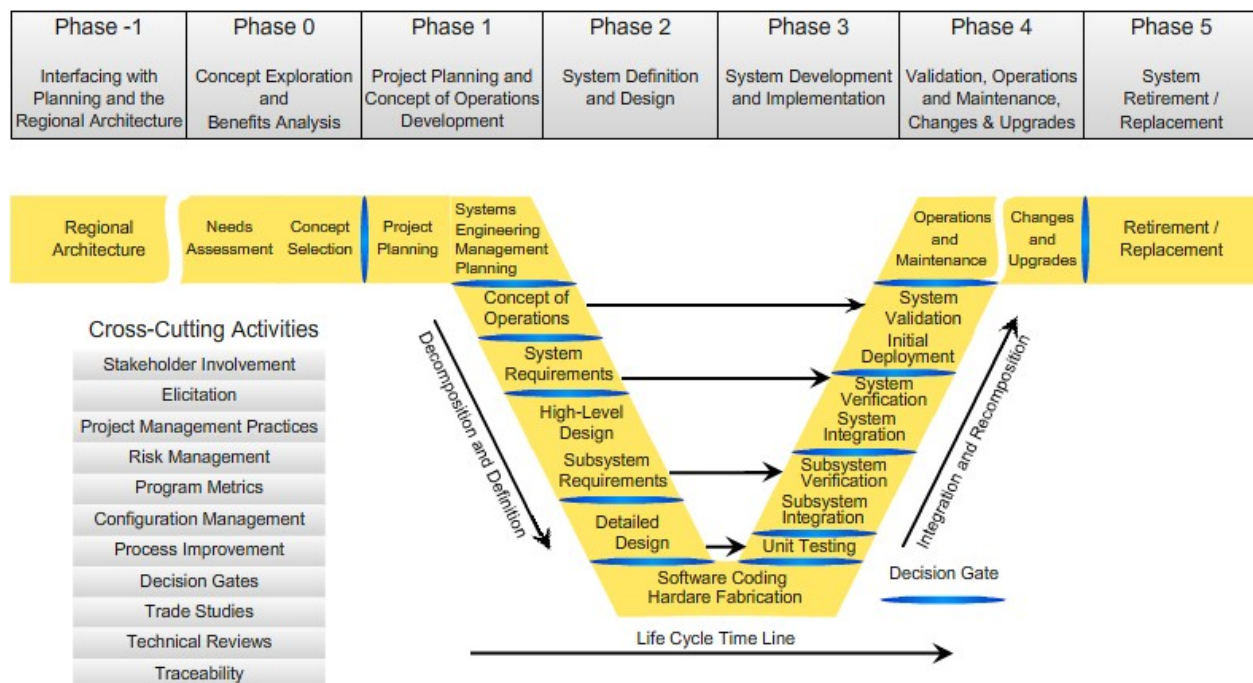 Phase -1
Interfacing with
Planning and the
Regional Architecture
Phase 0
Concept Exploration
and
Benefits Analysis
Phase 1
Project Planning and
Concept of Operations
Development
Phase 2
System Definition
and Design
Phase 3
System Development
and Implementation
Phase 4
Validation, Operations
and Maintenance,
Changes & Upgrades
Phase 5
System
Retirement /
Replacement
Regional
Architecture
Needs
Assessment
Concept
Selection
Project
Planning
Systems
Engineering
Management
Planning
Concept of
Operations
System
Requirements
High-Level
Design
Subsystem
Requirements
Detailed
Design
Software Coding
Hardare Fabrication
Unit Testing
Subsystem
Integration
Subsystem
Verification
System
Integration
System
Verification
Initial
Deployment
System
Validation
Operations
and
Maintenance
Changes
and
Upgrades
Retirement /
Replacement
Decomposition and Definition
Integration and Recomposition
Decision Gate
Life Cycle Time Line
Cross-Cutting Activities
Stakeholder Involvement
Elicitation
Project Management Practices
Risk Management
Program Metrics
Configuration Management
Process Improvement
Decision Gates
Trade Studies
Technical Reviews
Traceability